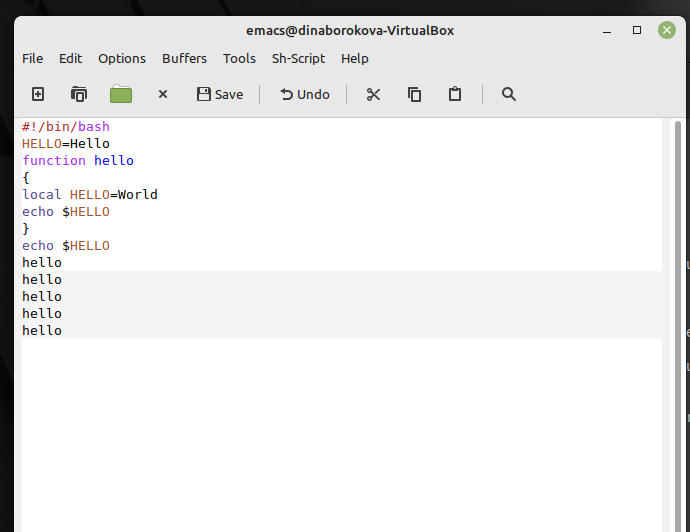 emacs@dinaborokova-VirtualBox
File Edit Options Buffers Tools Sh-Script Help
Save Undo
#!/bin/bash
HELLO=Hello
function hello
{
local HELLO=World
echo $HELLO
}
echo $HELLO
hello
hello
hello
hello
hello